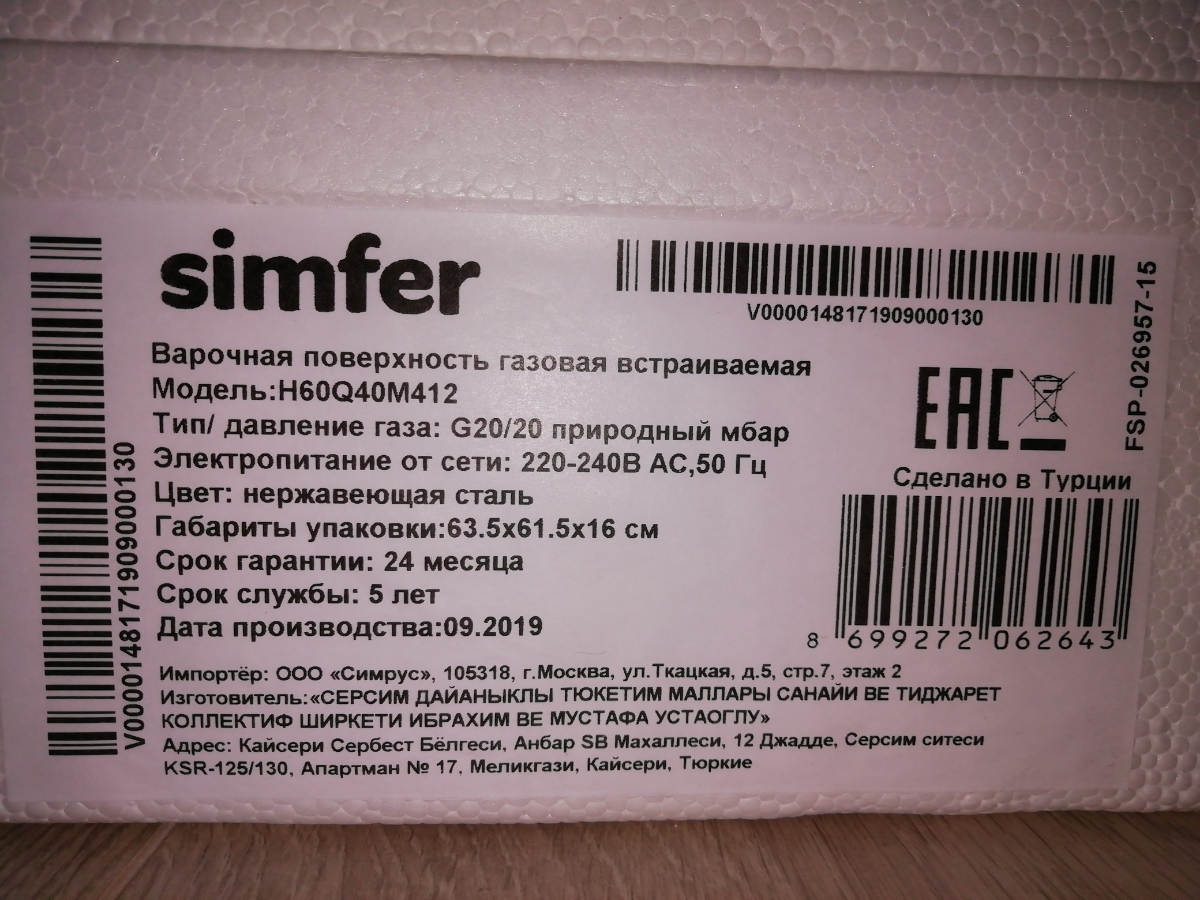 simfer
V0000148171909000130
Варочная поверхность газовая встраиваемая
Модель:H60Q40M412
Тип/ давление газа: G20/20 природный мбар
Электропитание от сети: 220-240В AC,50 Гц
Цвет: нержавеющая сталь
Габариты упаковки:63.5x61.5x16 см
Срок гарантии: 24 месяца
Срок службы: 5 лет
Дата производства:09.2019
V0000148171909000130
EAC
FSP-026957-15
Сделано в Турции
8 699272 062643
Импортёр: ООО «Симрус», 105318, г.Москва, ул.Ткацкая, д.5, стр.7, этаж 2
Изготовитель:«СЕРСИМ ДАЙАНЫКЛЫ ТЮКЕТИМ МАЛЛАРЫ САНАЙИ ВЕ ТИДЖАРЕТ
КОЛЛЕКТИФ ШИРКЕТИ ИБРАХИМ ВЕ МУСТАФА УСТАОГЛУ»
Адрес: Кайсери Сербест Бёлгеси, Анбар SB Махаллеси, 12 Джадде, Серсим ситеси
KSR-125/130, Апартман № 17, Меликгази, Кайсери, Тюркие